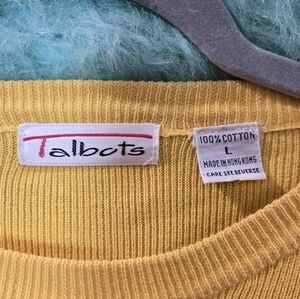 Talbots
100% COTTON
L
MADE IN HONG KONG
CARE SEE REVERSE